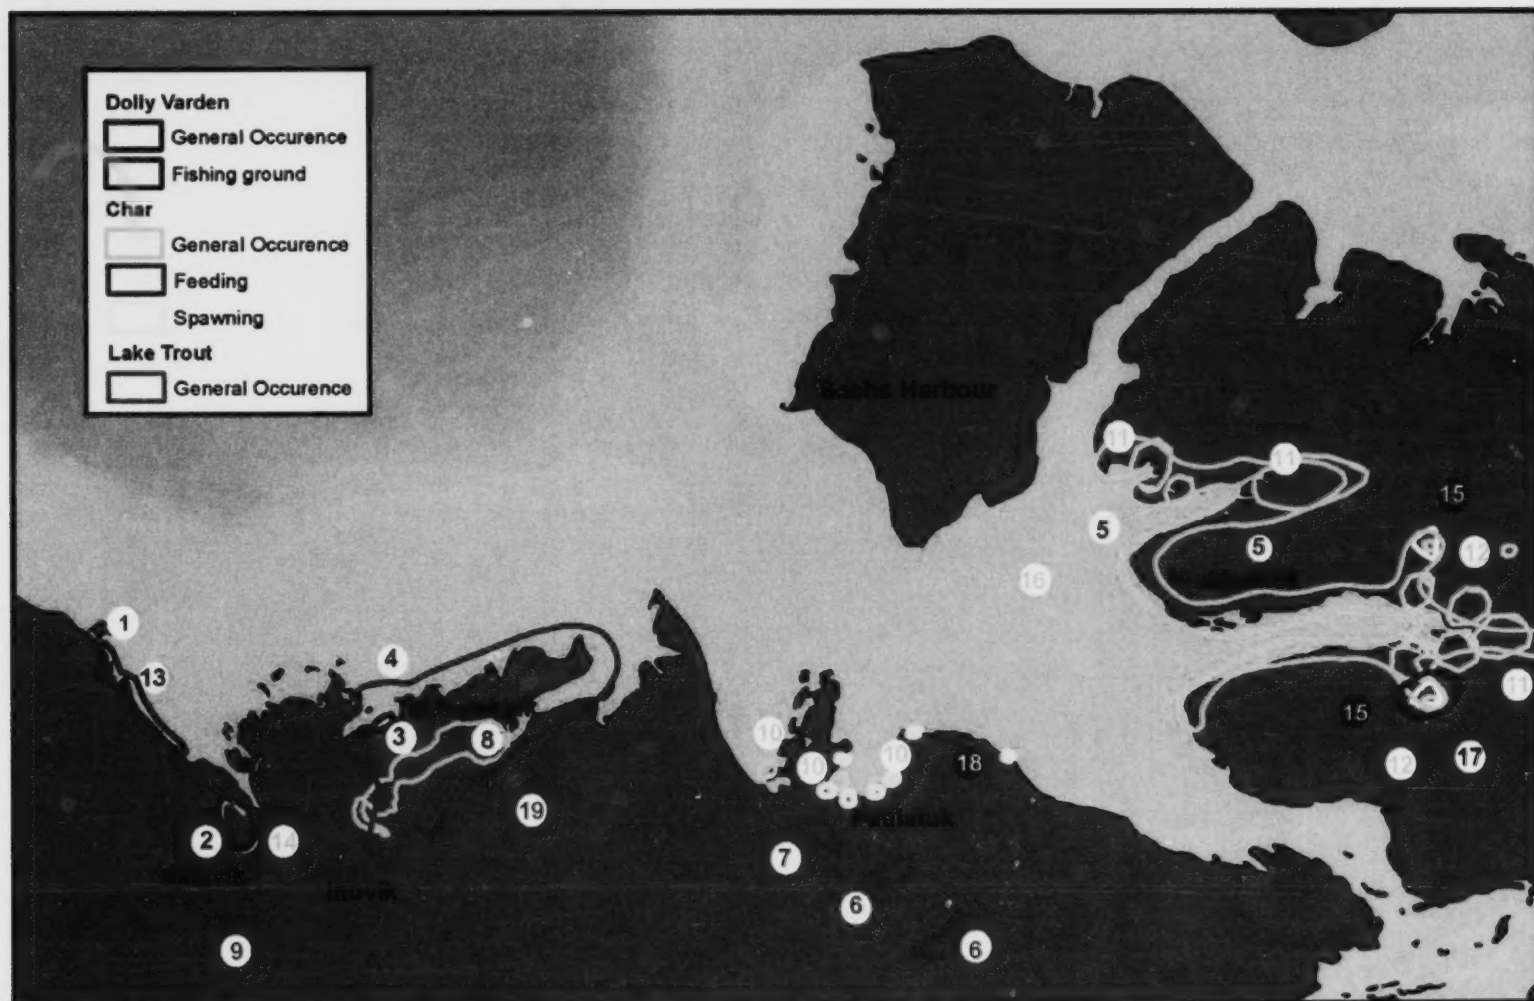 Dolly Varden
General Occurence
Fishing ground
Char
General Occurence
Feeding
Spawning
Lake Trout
General Occurence
Sachs Harbour
11
11
15
5
5
12
16
1
4
13
11
3
8
10
10
10
18
15
12
17
19
2
14
Paulatuk
7
Aklavik
Inuvik
6
9
6